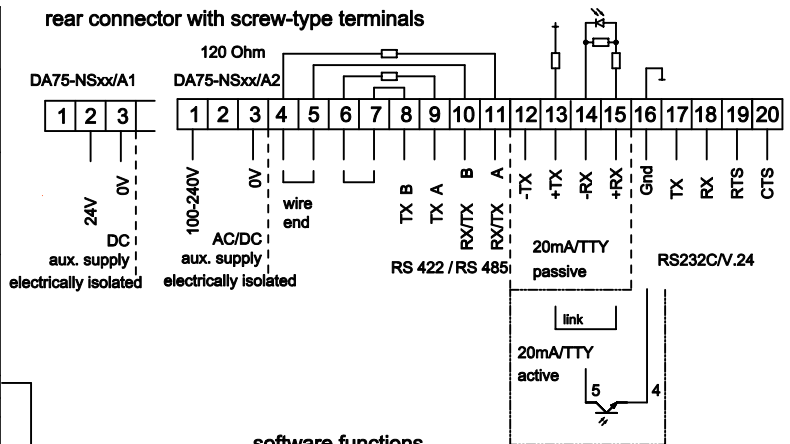 rear connector with screw-type terminals
120 Ohm
DA75-NSxx/A1
DA75-NSxx/A2
1 2 3
1 2 3 4 5 6 7 8 9 10 11 12 13 14 15 16 17 18 19 20
24V
0V
100-240V
0V
wire
end
TX B
TX A
RX/TX B
RX/TX A
-TX
+TX
-RX
+RX
Gnd
TX
RX
RTS
CTS
DC
aux. supply
electrically isolated
AC/DC
aux. supply
electrically isolated
RS 422 / RS 485
20mA/TTY
passive
RS232C/V.24
link
20mA/TTY
active
5
4
software functions